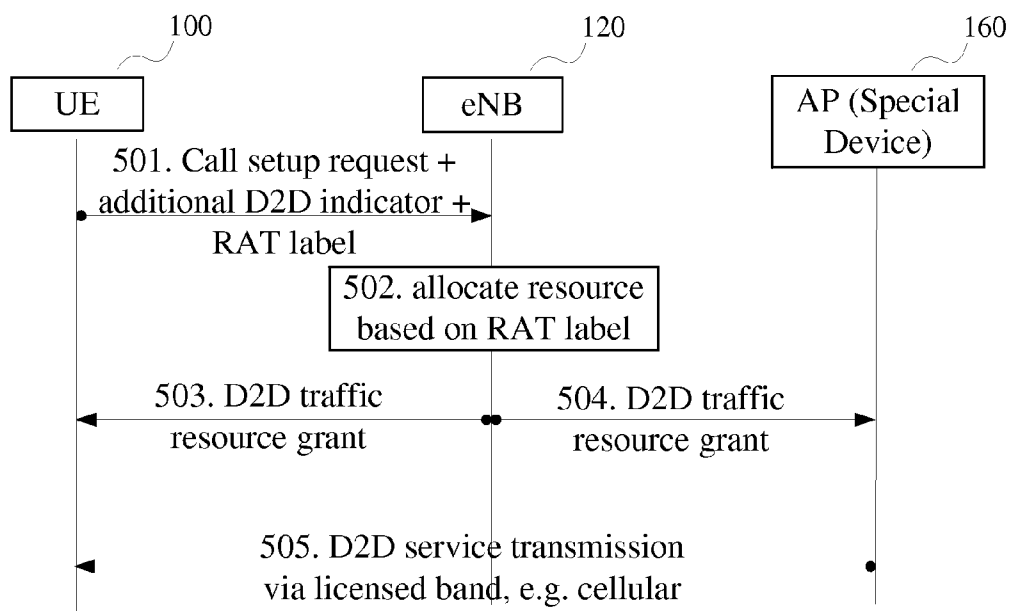 100
120
160
UE
eNB
AP (Special
Device)
501. Call setup request +
additional D2D indicator +
RAT label
502. allocate resource
based on RAT label
503. D2D traffic
resource grant
504. D2D traffic
resource grant
505. D2D service transmission
via licensed band, e.g. cellular